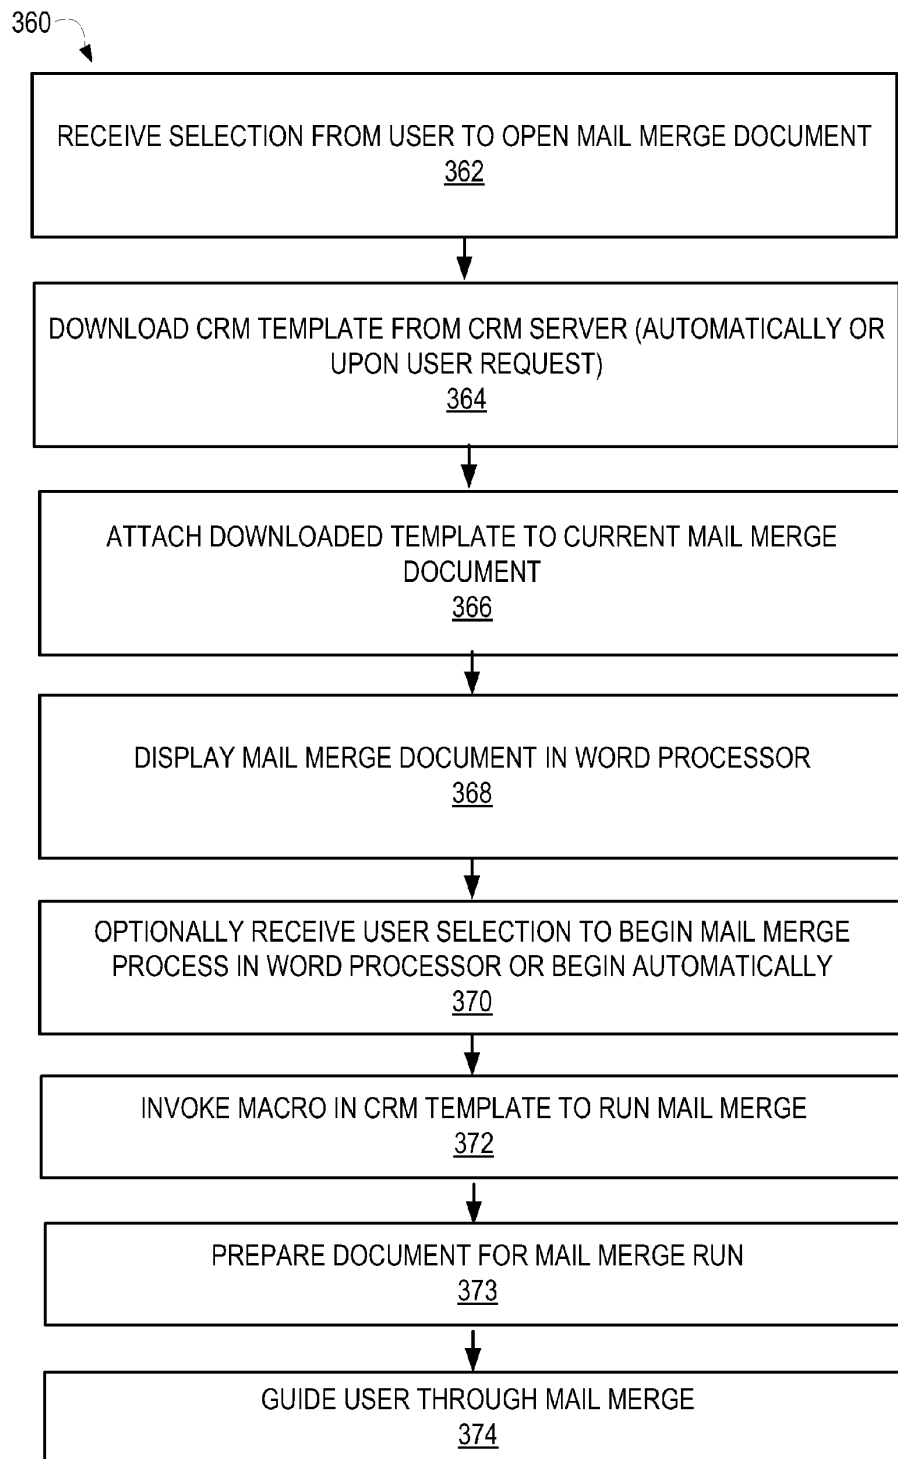 360
RECEIVE SELECTION FROM USER TO OPEN MAIL MERGE DOCUMENT
362
DOWNLOAD CRM TEMPLATE FROM CRM SERVER (AUTOMATICALLY OR
UPON USER REQUEST)
364
ATTACH DOWNLOADED TEMPLATE TO CURRENT MAIL MERGE
DOCUMENT
366
DISPLAY MAIL MERGE DOCUMENT IN WORD PROCESSOR
368
OPTIONALLY RECEIVE USER SELECTION TO BEGIN MAIL MERGE
PROCESS IN WORD PROCESSOR OR BEGIN AUTOMATICALLY
370
INVOKE MACRO IN CRM TEMPLATE TO RUN MAIL MERGE
372
PREPARE DOCUMENT FOR MAIL MERGE RUN
373
GUIDE USER THROUGH MAIL MERGE
374